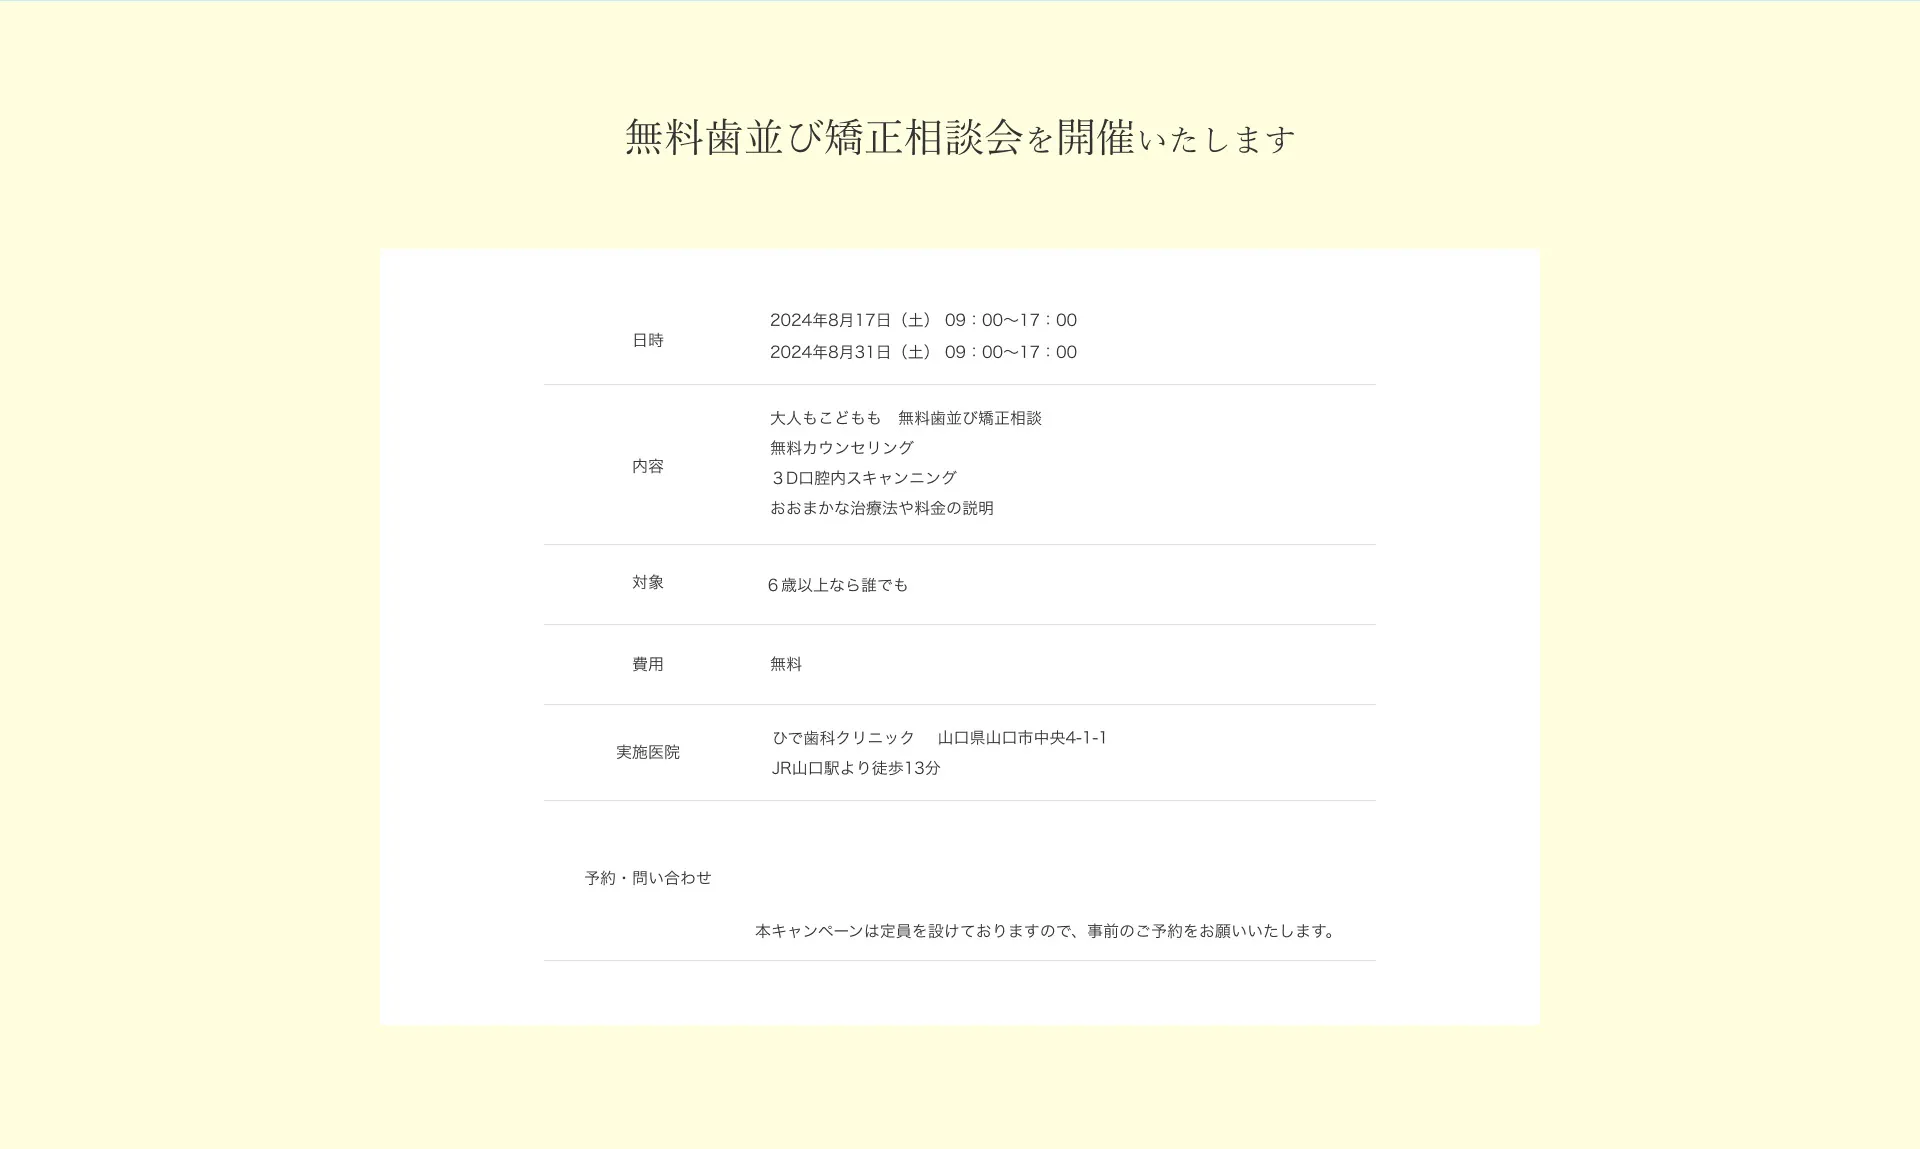 無料歯並び矯正相談会を開催いたします
日時
2024年8月17日（土） 09：00〜17：00
2024年8月31日（土） 09：00〜17：00
内容
大人もこどもも　無料歯並び矯正相談
無料カウンセリング
３D口腔内スキャンニング
おおまかな治療法や料金の説明
対象
６歳以上なら誰でも
費用
無料
実施医院
ひで歯科クリニック　 山口県山口市中央4-1-1
JR山口駅より徒歩13分
予約・問い合わせ
本キャンペーンは定員を設けておりますので、事前のご予約をお願いいたします。